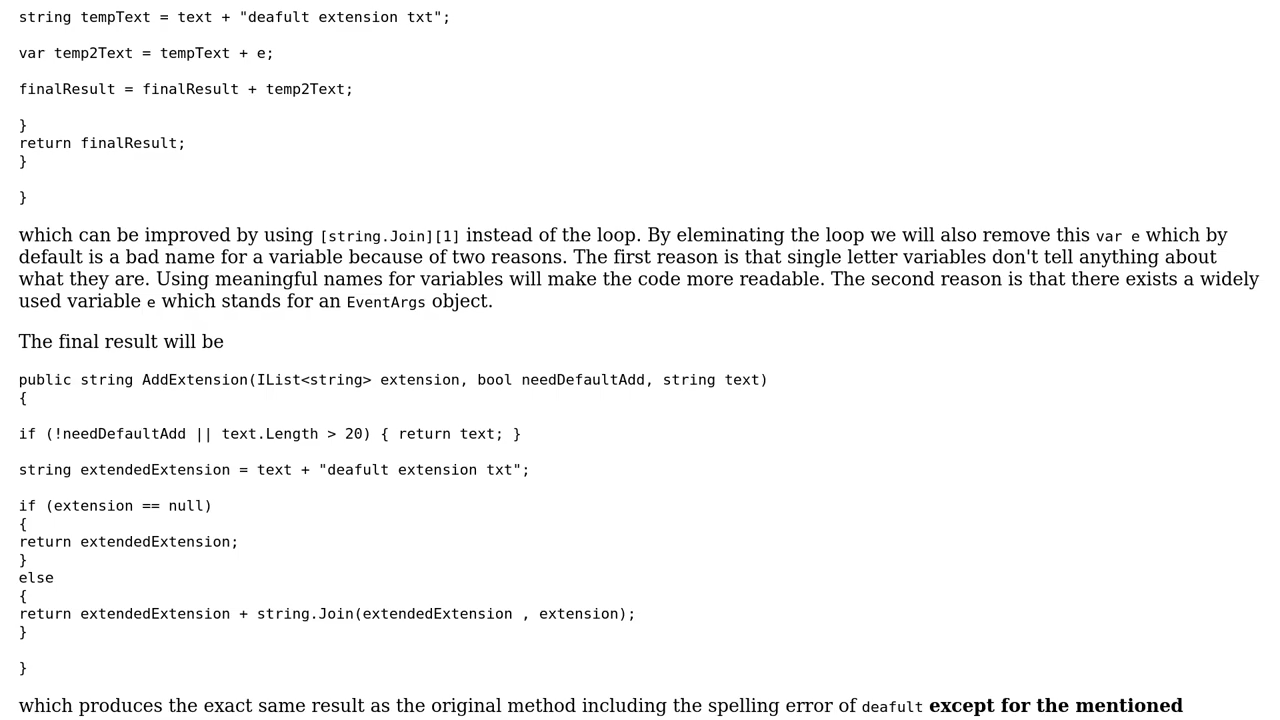 string tempText = text + "deafult extension txt";
var temp2Text = tempText + e;
finalResult = finalResult + temp2Text;
}
return finalResult;
}
}
which can be improved by using [string.Join][1] instead of the loop. By eleminating the loop we will also remove this var e which by
default is a bad name for a variable because of two reasons. The first reason is that single letter variables don't tell anything about
what they are. Using meaningful names for variables will make the code more readable. The second reason is that there exists a widely
used variable e which stands for an EventArgs object.
The final result will be
public string AddExtension(IList<string> extension, bool needDefaultAdd, string text)
{
if (!needDefaultAdd || text.Length > 20) { return text; }
string extendedExtension = text + "deafult extension txt";
if (extension == null)
{
return extendedExtension;
}
else
{
return extendedExtension + string.Join(extendedExtension , extension);
}
}
which produces the exact same result as the original method including the spelling error of deafult except for the mentioned